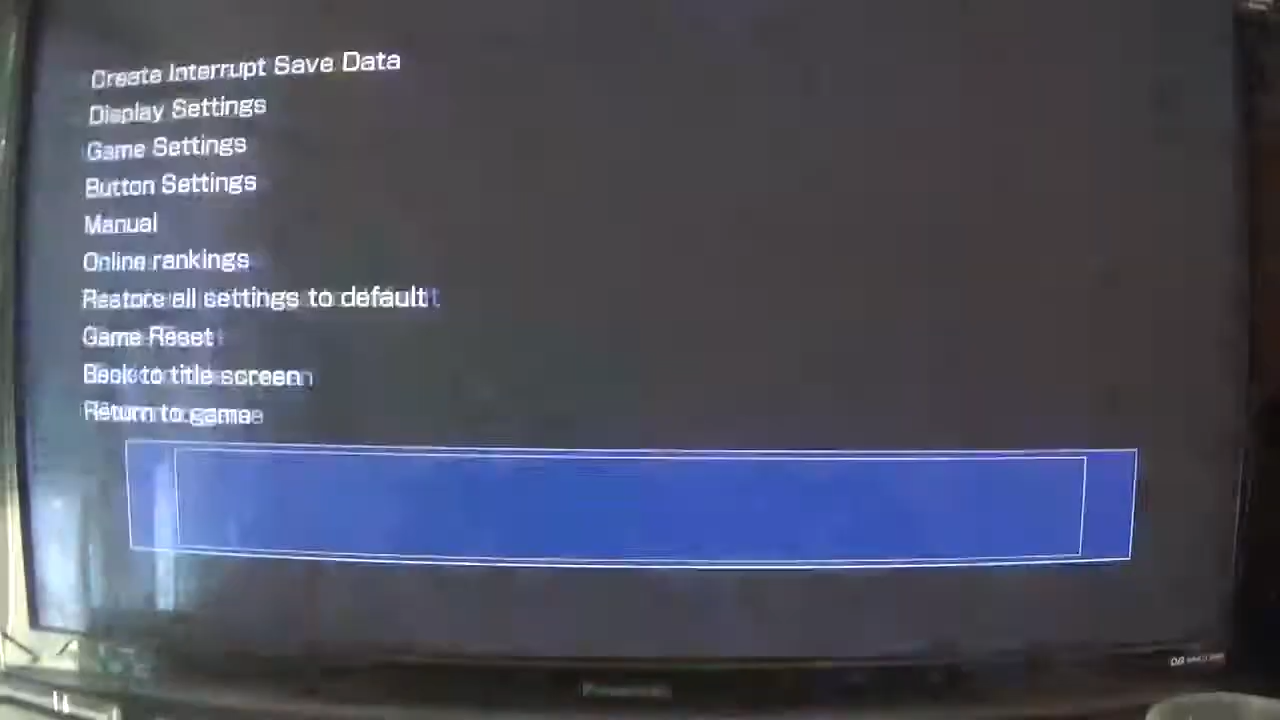 Create Interrupt Save Data
Display Settings
Game Settings
Button Settings
Manual
Online rankings
Restore all settings to default
Game Reset
Back to title screen
Return to game
Panasonic